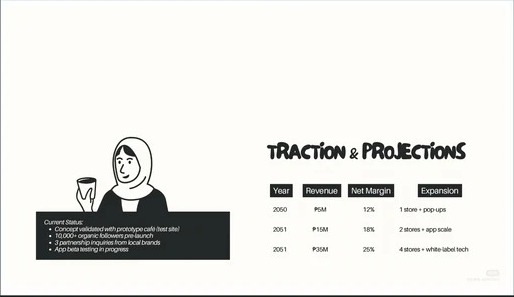 TRACTION & PROJECTIONS
Year Revenue Net Margin Expansion
2050 ₱5M 12% 1 store + pop-ups
2051 ₱15M 18% 2 stores + app scale
2051 ₱35M 25% 4 stores + white-label tech
Current Status:
• Concept validated with prototype café (test site)
• 10,000+ organic followers pre-launch
• 3 partnership inquiries from local brands
• App beta testing in progress